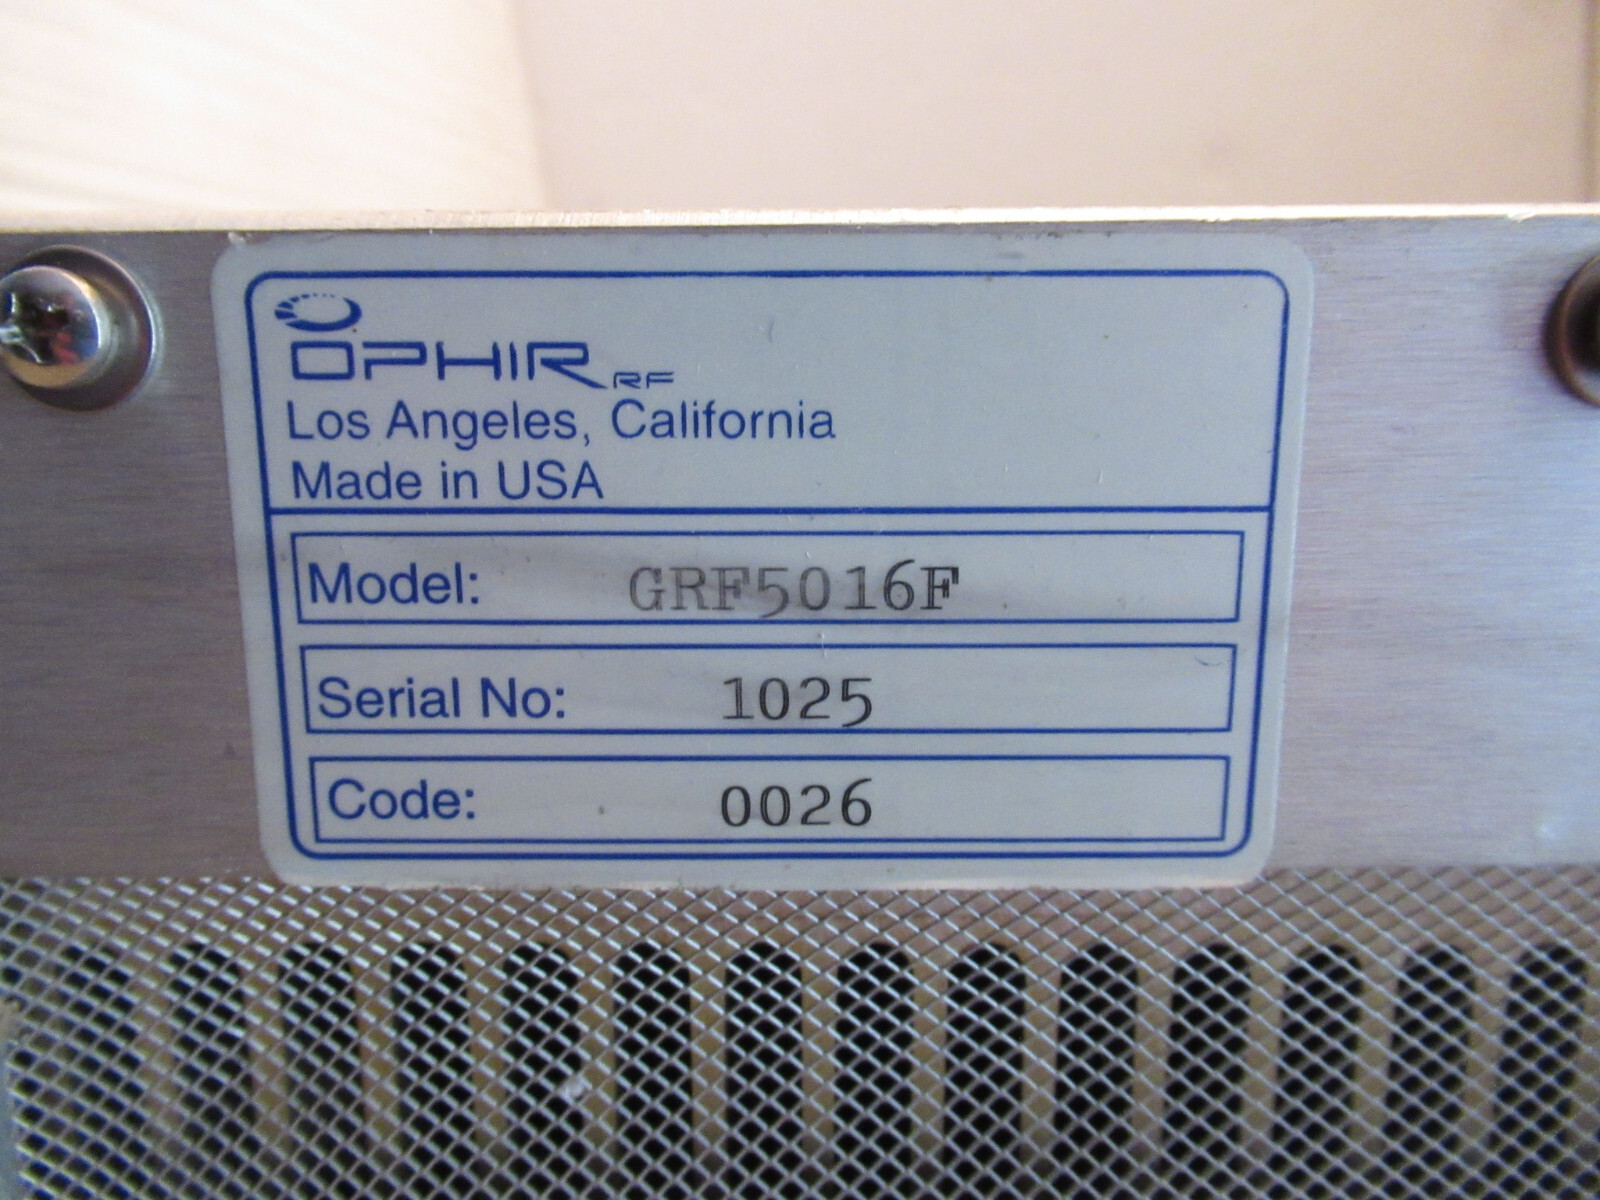 OPHIR RF
Los Angeles, California
Made in USA
Model: GRF5016F
Serial No: 1025
Code: 0026